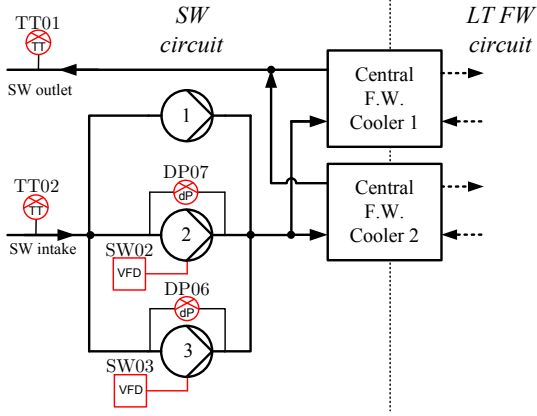 SW
circuit
LT FW
circuit
TT01
TT
SW outlet
Central
F.W.
Cooler 1
1
DP07
dP
TT02
TT
SW intake
2
SW02
VFD
Central
F.W.
Cooler 2
DP06
dP
3
SW03
VFD